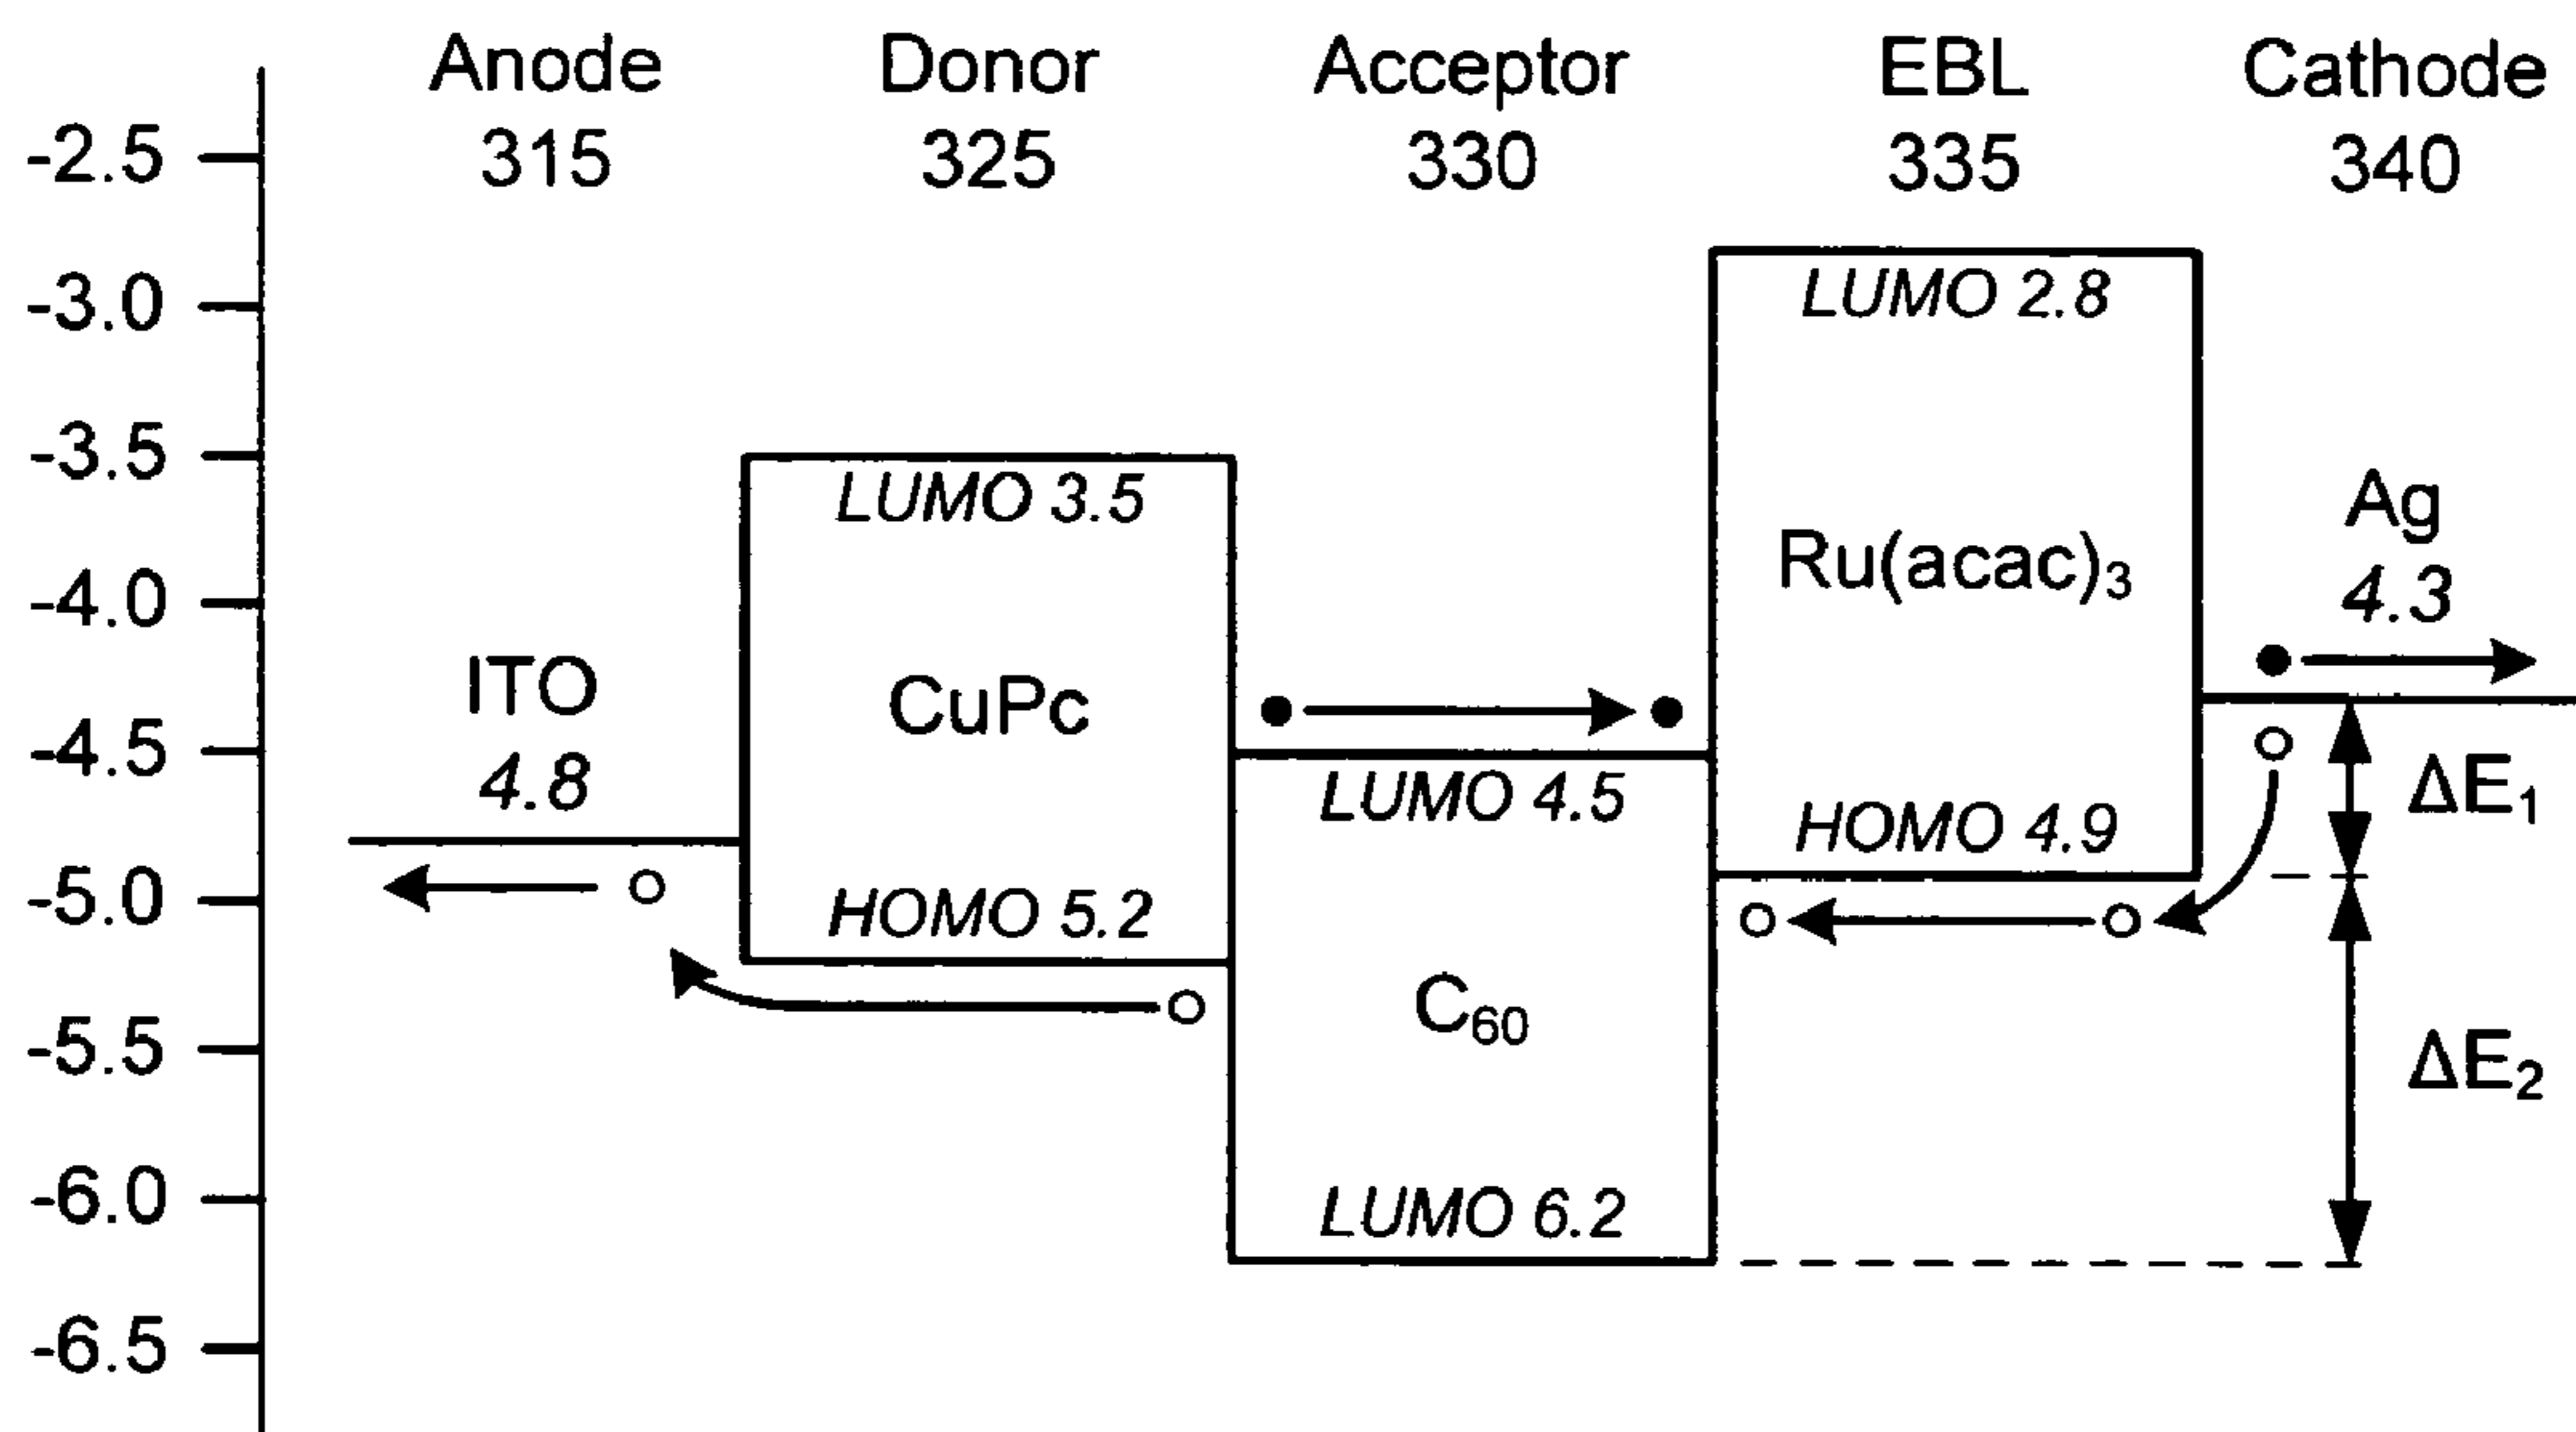 Anode
315
Donor
325
Acceptor
330
EBL
335
Cathode
340
-2.5
-3.0
-3.5
-4.0
-4.5
-5.0
-5.5
-6.0
-6.5
ITO
4.8
LUMO 3.5
CuPc
HOMO 5.2
LUMO 4.5
C₆₀
LUMO 6.2
LUMO 2.8
Ru(acac)₃
HOMO 4.9
Ag
4.3
ΔE₁
ΔE₂